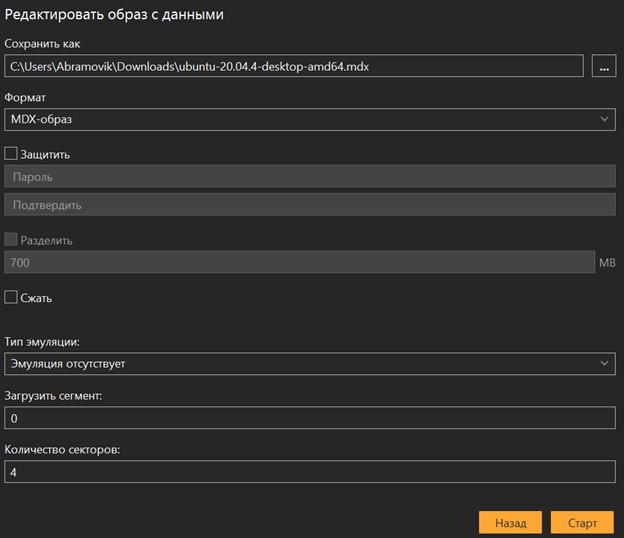 Редактировать образ с данными
Сохранить как
C:\Users\Abramovik\Downloads\ubuntu-20.04.4-desktop-amd64.mdx
...
Формат
MDX-образ
Защитить
Пароль
Подтвердить
Разделить
700 MB
Сжать
Тип эмуляции:
Эмуляция отсутствует
Загрузить сегмент:
0
Количество секторов:
4
Назад Старт